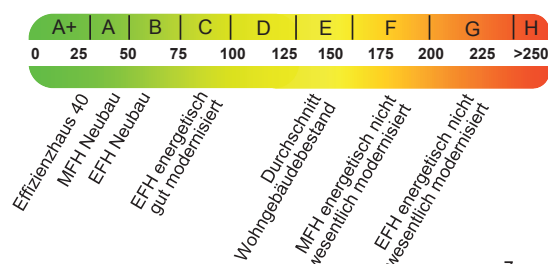 A+ A B C D E F G H
0 25 50 75 100 125 150 175 200 225 >250
Effizienzhaus 40
MFH Neubau
EFH Neubau
EFH energetisch
gut modernisiert
Durchschnitt
Wohngebäudebestand
MFH energetisch nicht
wesentlich modernisiert
EFH energetisch nicht
wesentlich modernisiert